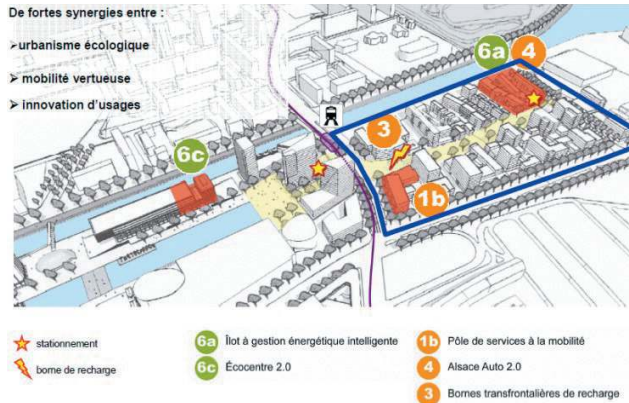 De fortes synergies entre :
➢urbanisme écologique
➢ mobilité vertueuse
➢ innovation d'usages
6a 4
3
6c
1b
stationnement
borne de recharge
6a Îlot à gestion énergétique intelligente
6c Écocentre 2.0
1b Pôle de services à la mobilité
4 Alsace Auto 2.0
3 Bornes transfrontalières de recharge